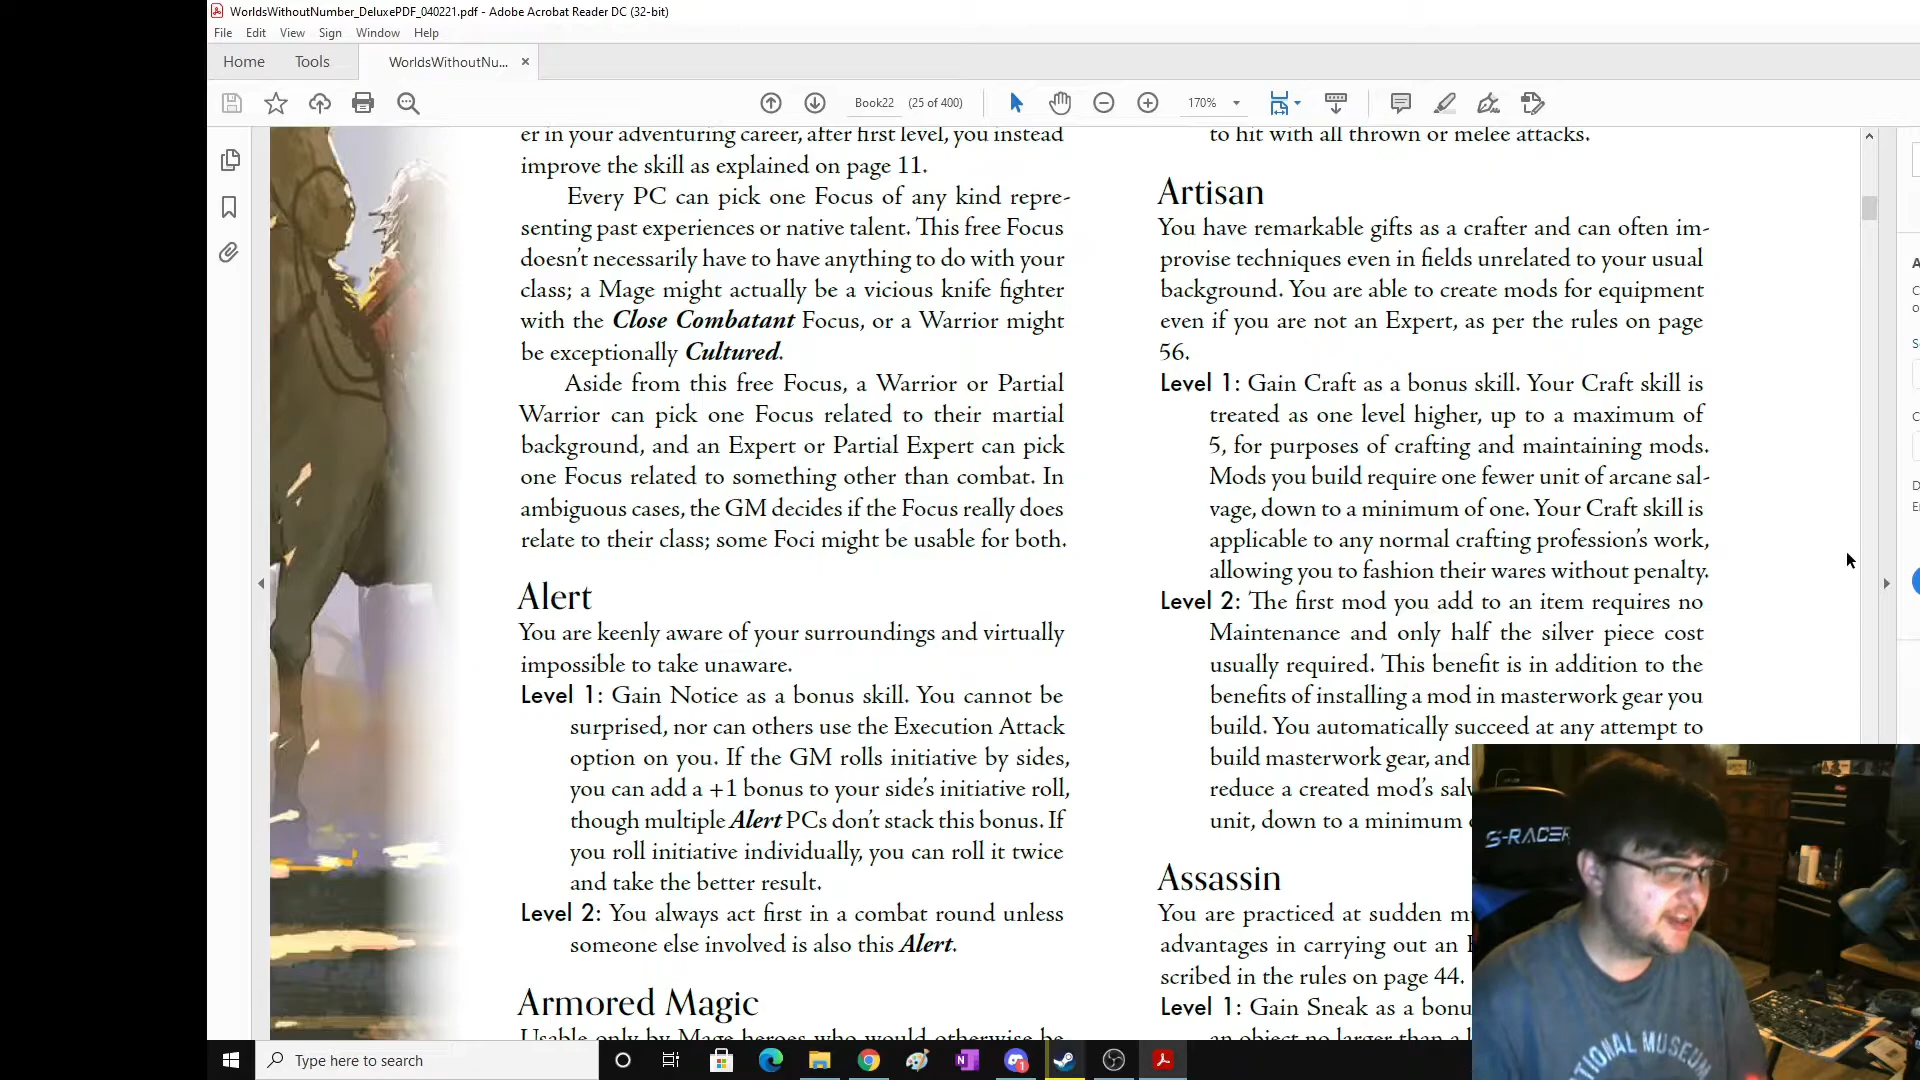 WorldsWithoutNumber_DeluxePDF_040221.pdf - Adobe Acrobat Reader DC (32-bit)
File Edit View Sign Window Help
Home Tools WorldsWithoutNu... ×
Book22 (25 of 400) 170%
er in your adventuring career, after first level, you instead
improve the skill as explained on page 11.
Every PC can pick one Focus of any kind repre-
senting past experiences or native talent. This free Focus
doesn't necessarily have to have anything to do with your
class; a Mage might actually be a vicious knife fighter
with the Close Combatant Focus, or a Warrior might
be exceptionally Cultured.
Aside from this free Focus, a Warrior or Partial
Warrior can pick one Focus related to their martial
background, and an Expert or Partial Expert can pick
one Focus related to something other than combat. In
ambiguous cases, the GM decides if the Focus really does
relate to their class; some Foci might be usable for both.
Alert
You are keenly aware of your surroundings and virtually
impossible to take unaware.
Level 1: Gain Notice as a bonus skill. You cannot be
surprised, nor can others use the Execution Attack
option on you. If the GM rolls initiative by sides,
you can add a +1 bonus to your side's initiative roll,
though multiple Alert PCs don't stack this bonus. If
you roll initiative individually, you can roll it twice
and take the better result.
Level 2: You always act first in a combat round unless
someone else involved is also this Alert.
Armored Magic
Usable only by Mage heroes who would otherwise be
to hit with all thrown or melee attacks.
Artisan
You have remarkable gifts as a crafter and can often im-
provise techniques even in fields unrelated to your usual
background. You are able to create mods for equipment
even if you are not an Expert, as per the rules on page
56.
Level 1: Gain Craft as a bonus skill. Your Craft skill is
treated as one level higher, up to a maximum of
5, for purposes of crafting and maintaining mods.
Mods you build require one fewer unit of arcane sal-
vage, down to a minimum of one. Your Craft skill is
applicable to any normal crafting profession's work,
allowing you to fashion their wares without penalty.
Level 2: The first mod you add to an item requires no
Maintenance and only half the silver piece cost
usually required. This benefit is in addition to the
benefits of installing a mod in masterwork gear you
build. You automatically succeed at any attempt to
build masterwork gear, and
reduce a created mod's sal
unit, down to a minimum
Assassin
You are practiced at sudden
advantages in carrying out an
scribed in the rules on page 44.
Level 1: Gain Sneak as a bonu
an object no larger than a
S-RACER
TIONAL MUSEUM
Type here to search